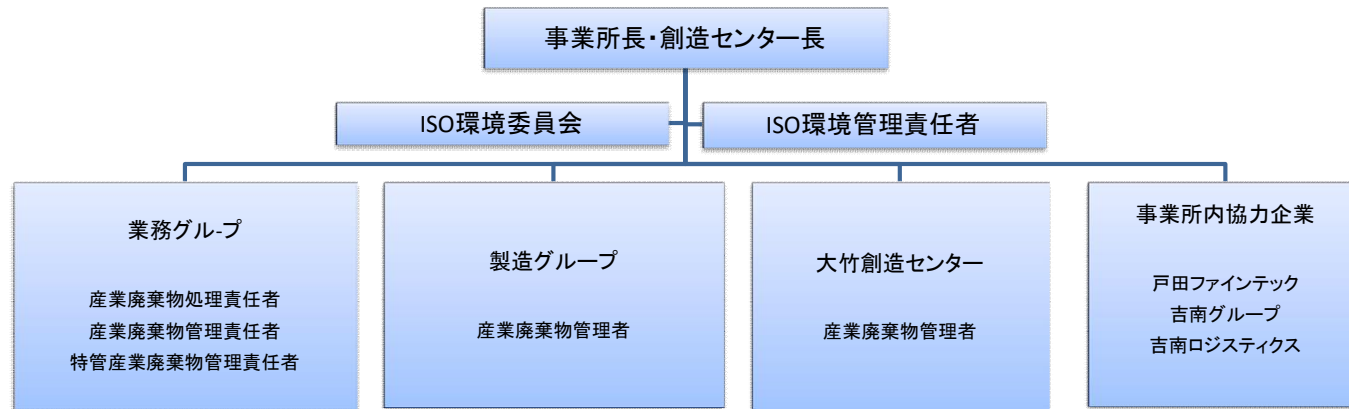 事業所長・創造センター長
ISO環境委員会
ISO環境管理責任者
業務グル-プ
産業廃棄物処理責任者
産業廃棄物管理責任者
特管産業廃棄物管理責任者
製造グループ
産業廃棄物管理者
大竹創造センター
産業廃棄物管理者
事業所内協力企業
戸田ファインテック
吉南グループ
吉南ロジスティクス